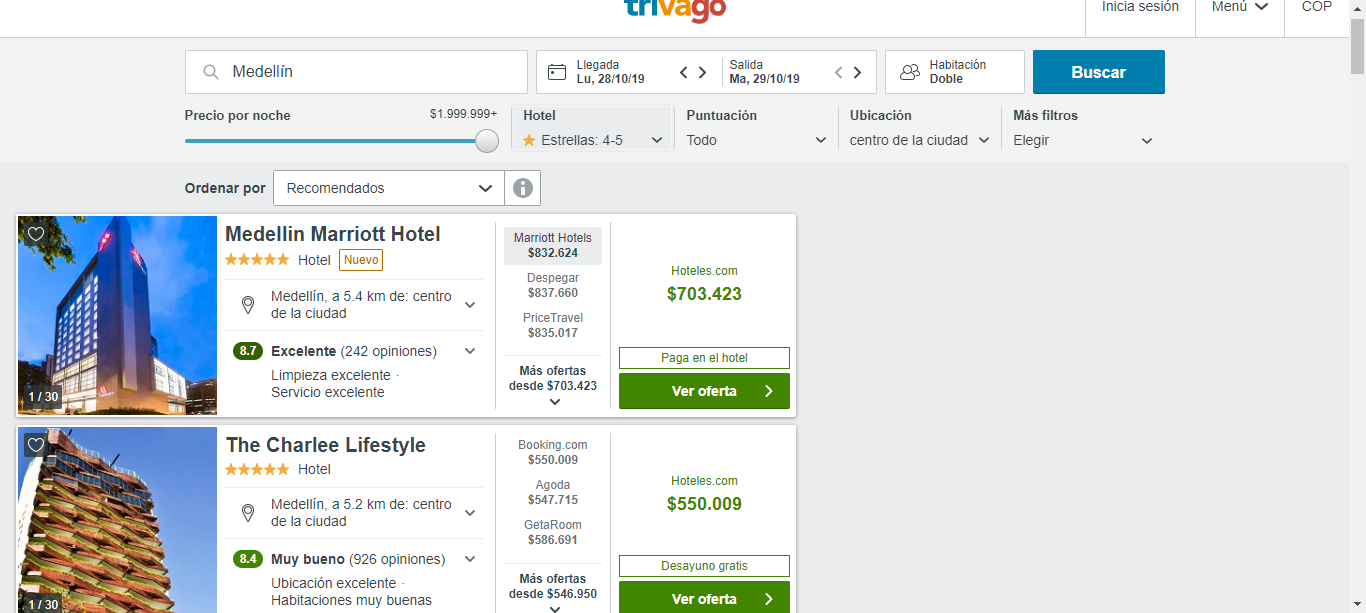 trivago
Inicia sesión
Menú
COP
Medellín
Llegada
Lu, 28/10/19
Salida
Ma, 29/10/19
Habitación
Doble
Buscar
Precio por noche
$1.999.999+
Hotel
Estrellas: 4-5
Puntuación
Todo
Ubicación
centro de la ciudad
Más filtros
Elegir
Ordenar por
Recomendados
Medellin Marriott Hotel
Hotel
Nuevo
Medellín, a 5.4 km de: centro
de la ciudad
8.7
Excelente (242 opiniones)
Limpieza excelente ·
Servicio excelente
1 / 30
Marriott Hotels
$832.624
Despegar
$837.660
PriceTravel
$835.017
Más ofertas
desde $703.423
Hoteles.com
$703.423
Paga en el hotel
Ver oferta
The Charlee Lifestyle
Hotel
Medellín, a 5.2 km de: centro
de la ciudad
8.4
Muy bueno (926 opiniones)
Ubicación excelente ·
Habitaciones muy buenas
1 / 30
Booking.com
$550.009
Agoda
$547.715
GetaRoom
$586.691
Más ofertas
desde $546.950
Hoteles.com
$550.009
Desayuno gratis
Ver oferta